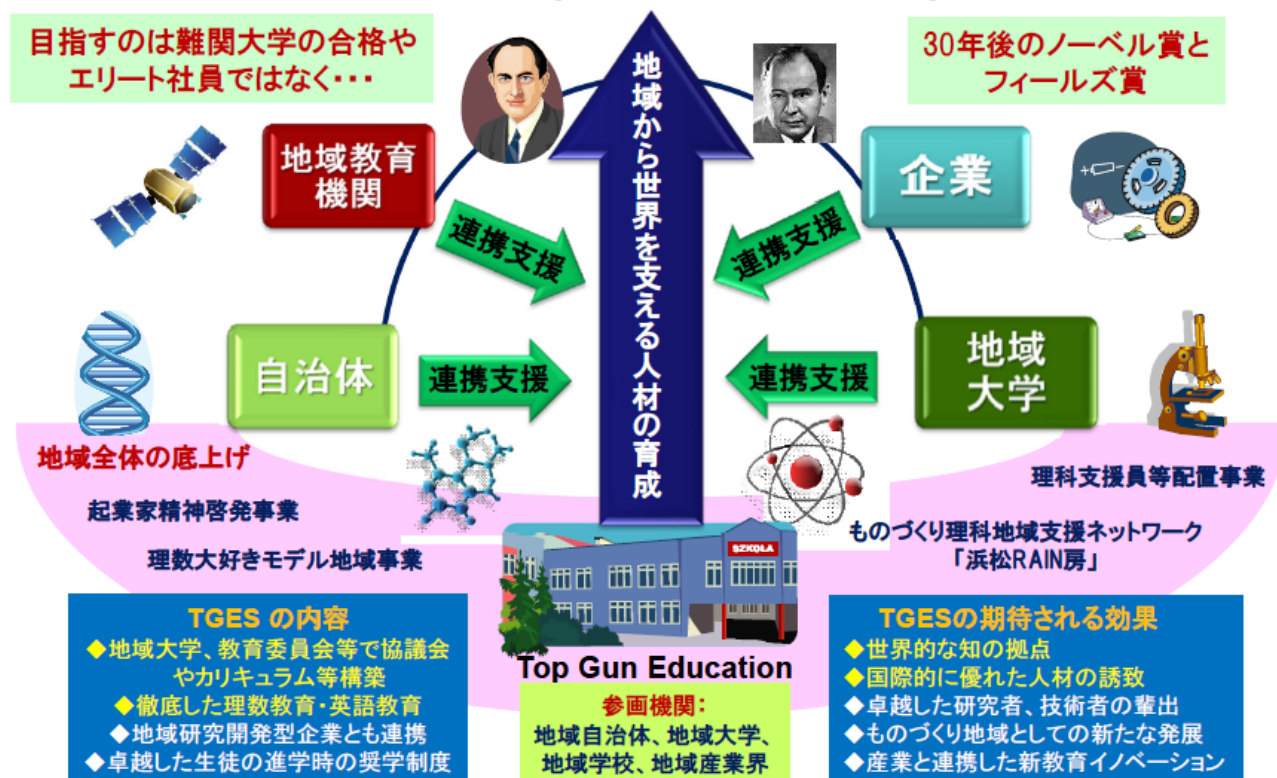 目指すのは難関大学の合格や
エリート社員ではなく・・・
30年後のノーベル賞と
フィールズ賞
地域から世界を支える人材の育成
地域教育
機関
企業
連携支援
連携支援
自治体
連携支援
連携支援
地域
大学
地域全体の底上げ
起業家精神啓発事業
理数大好きモデル地域事業
理科支援員等配置事業
ものづくり理科地域支援ネットワーク
「浜松RAIN房」
SZKOŁA
Top Gun Education
参画機関：
地域自治体、地域大学、
地域学校、地域産業界
TGES の内容
◆地域大学、教育委員会等で協議会
やカリキュラム等構築
◆徹底した理数教育・英語教育
◆地域研究開発型企業とも連携
◆卓越した生徒の進学時の奨学制度
TGESの期待される効果
◆世界的な知の拠点
◆国際的に優れた人材の誘致
◆卓越した研究者、技術者の輩出
◆ものづくり地域としての新たな発展
◆産業と連携した新教育イノベーション